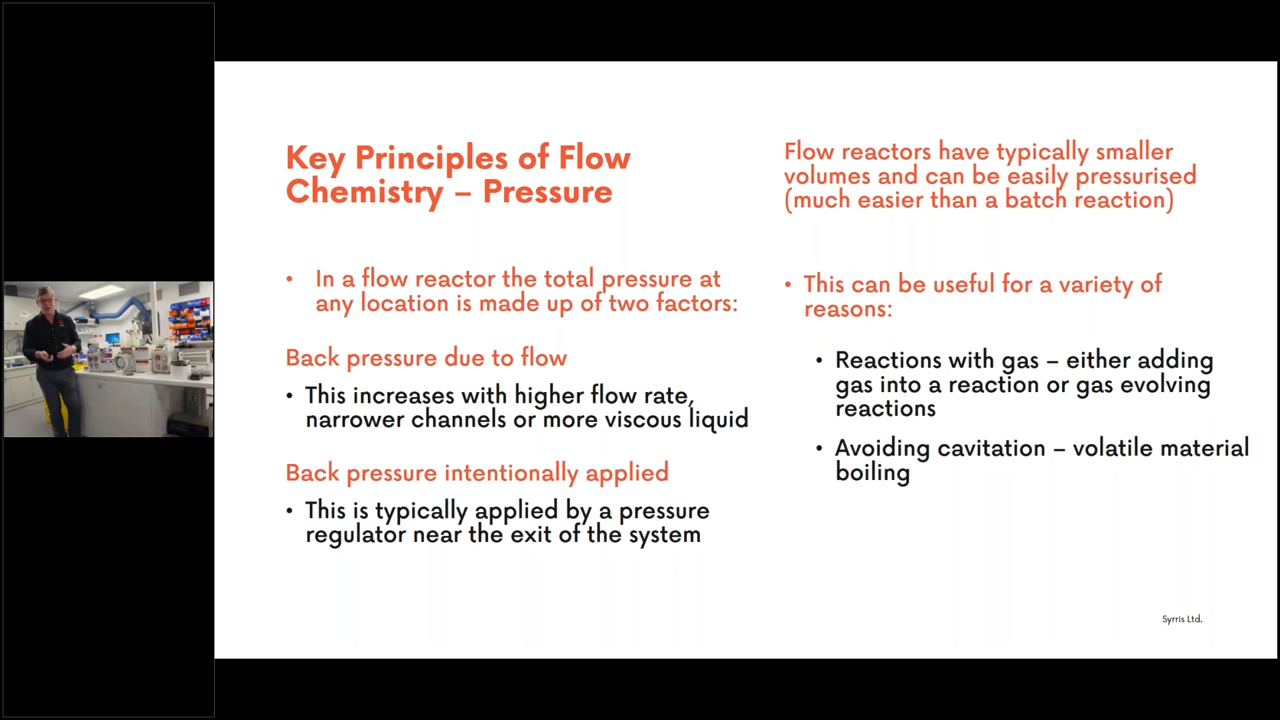 Key Principles of Flow
Chemistry – Pressure
• In a flow reactor the total pressure at
any location is made up of two factors:
Back pressure due to flow
• This increases with higher flow rate,
narrower channels or more viscous liquid
Back pressure intentionally applied
• This is typically applied by a pressure
regulator near the exit of the system
Flow reactors have typically smaller
volumes and can be easily pressurised
(much easier than a batch reaction)
• This can be useful for a variety of
reasons:
• Reactions with gas – either adding
gas into a reaction or gas evolving
reactions
• Avoiding cavitation – volatile material
boiling
Syrris Ltd.